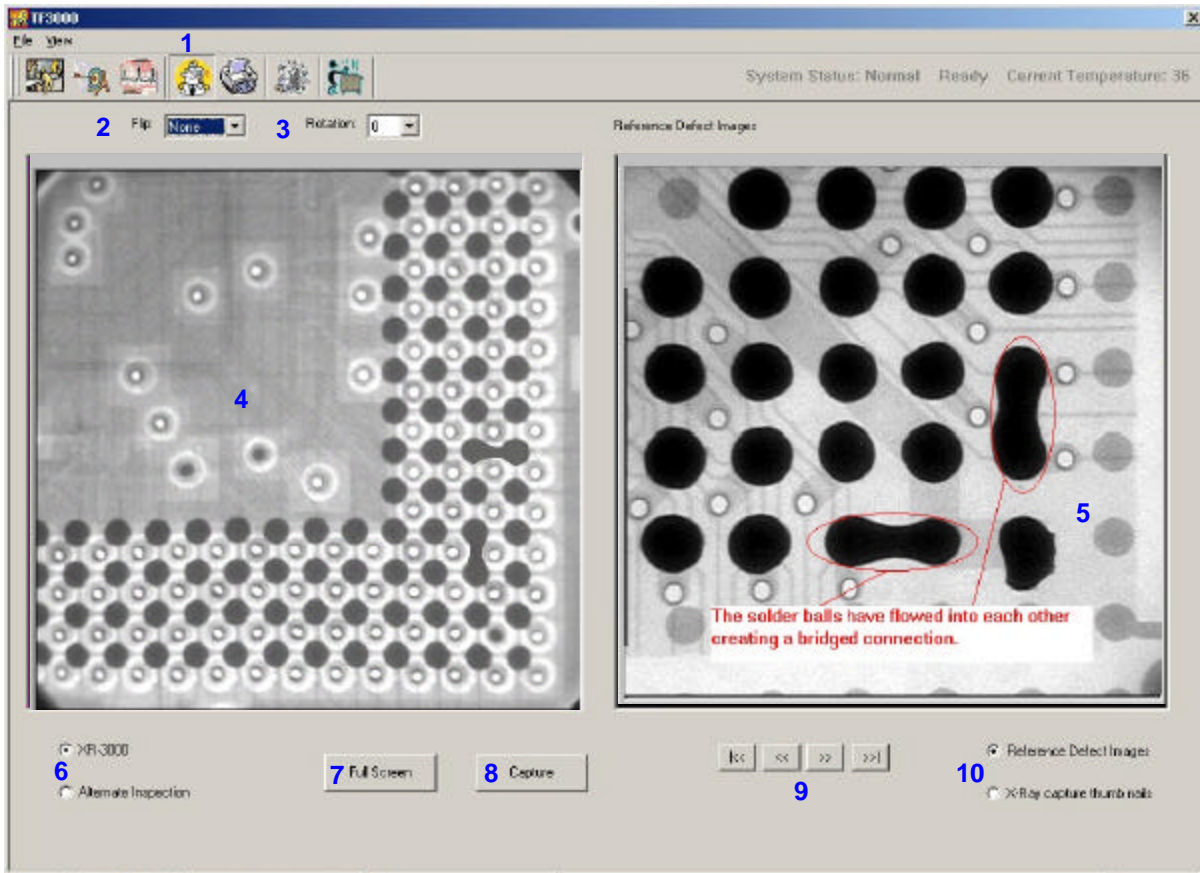 TF3000
File View
1
System Status: Normal Ready Current Temperature: 36
2 Flip: None 3 Rotation: 0 Reference Defect Images
4
5
The solder balls have flowed into each other
creating a bridged connection.
XR-3000 |<< << >> >>| Reference Defect Images
6 7 Full Screen 8 Capture 9 10
Alternate Inspection X-Ray capture thumb nails